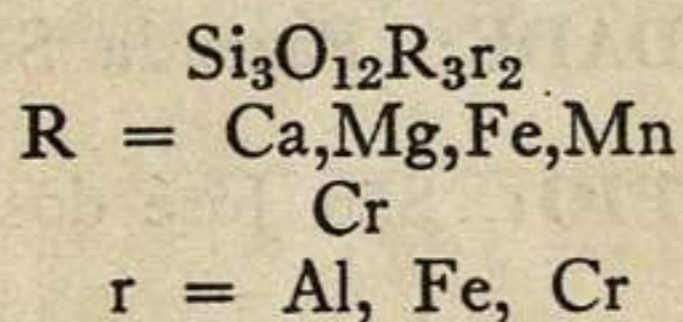 Si₃O₁₂R₃r₂
R = Ca,Mg,Fe,Mn
Cr
r = Al, Fe, Cr